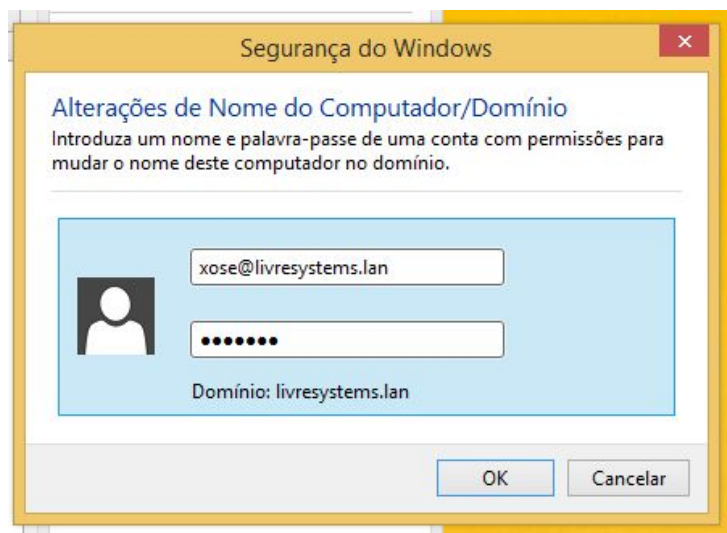 Segurança do Windows
Alterações de Nome do Computador/Domínio
Introduza um nome e palavra-passe de uma conta com permissões para
mudar o nome deste computador no domínio.
xose@livresystems.lan
•••••••
Domínio: livresystems.lan
OK Cancelar